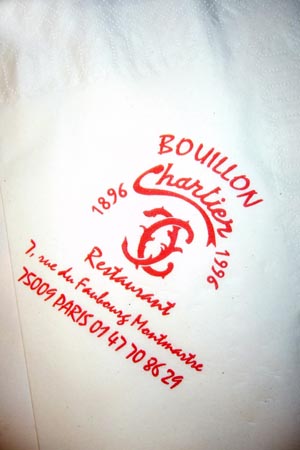 BOUILLON
Chartier
1896 1996
Restaurant
7, rue du Faubourg Montmartre
75009 PARIS 01 47 70 86 29